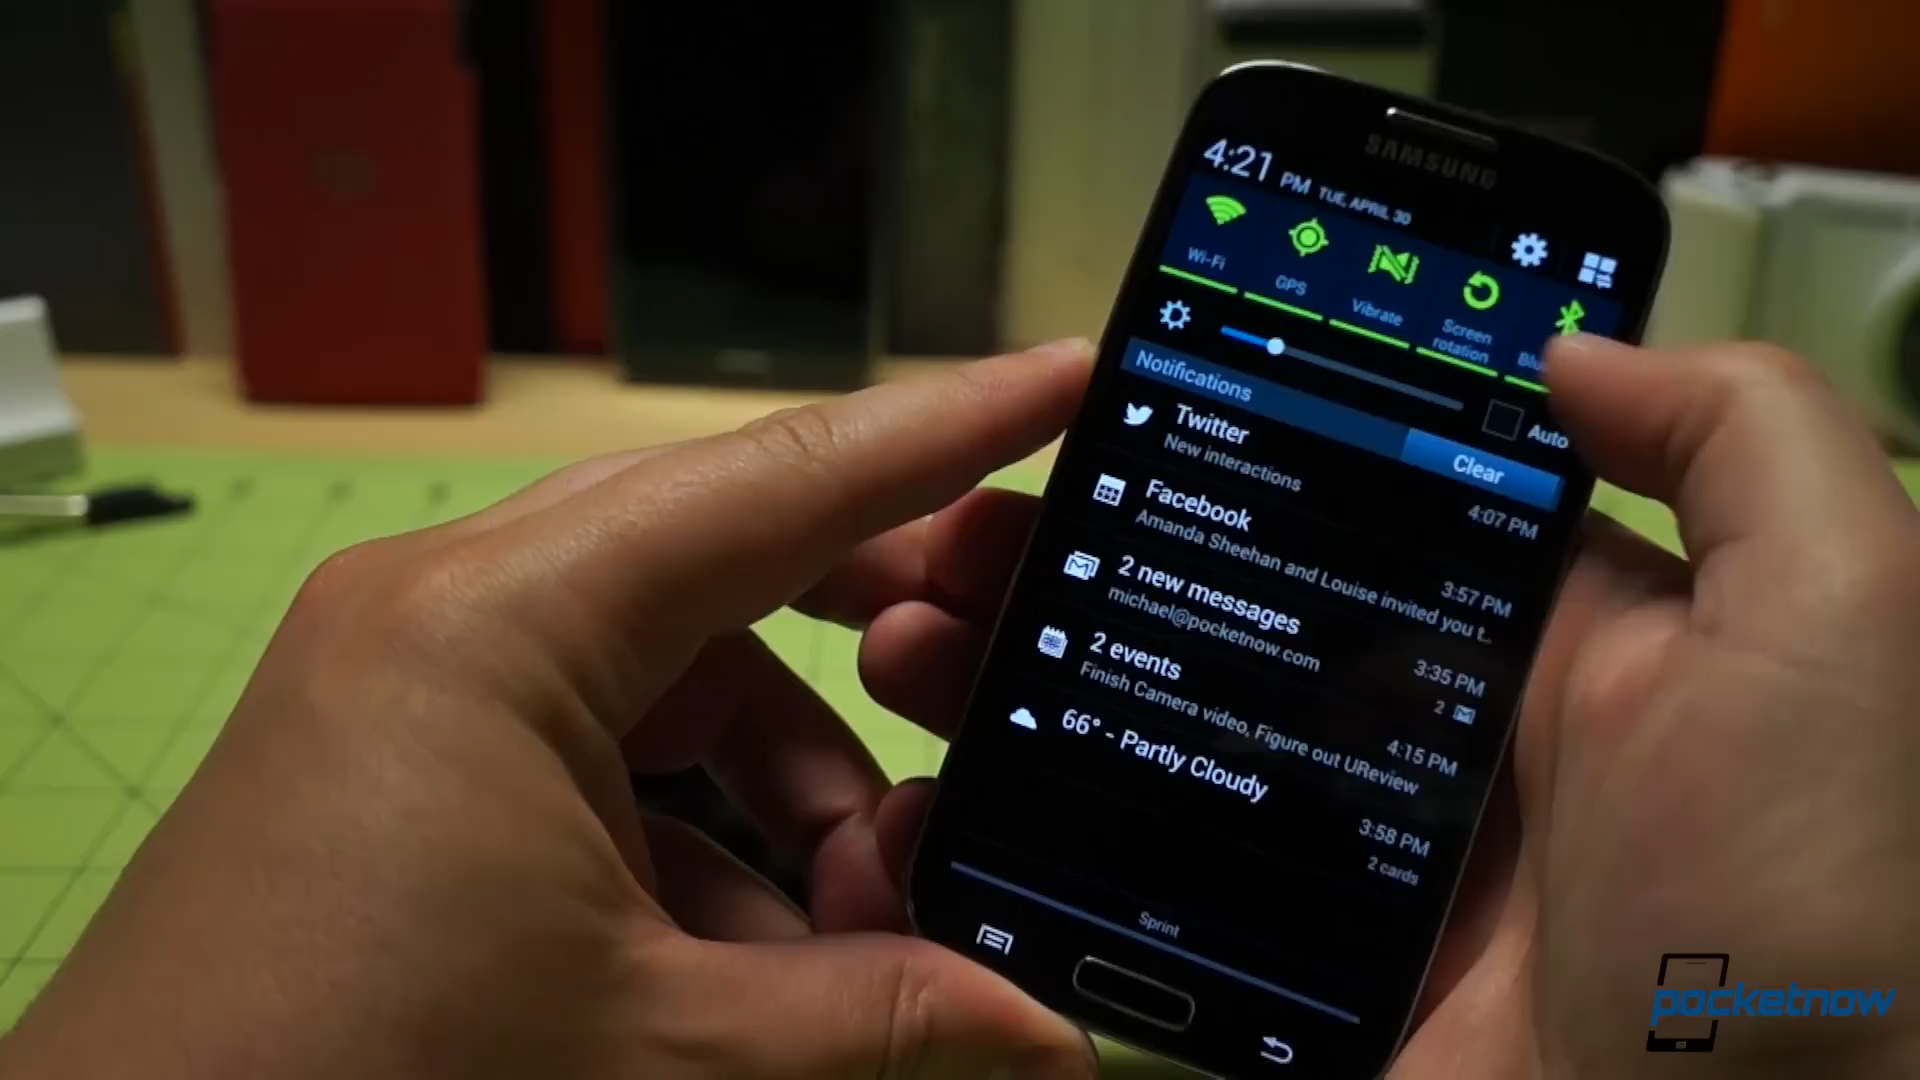 SAMSUNG
4:21 PM TUE, APRIL 30
Wi-Fi
GPS
Vibrate
Screen
rotation
Auto
Notifications
Clear
Twitter
New interactions
4:07 PM
Facebook
Amanda Sheehan and Louise invited you t..
3:57 PM
2 new messages
michael@pocketnow.com
3:35 PM
2
2 events
Finish Camera video, Figure out UReview
4:15 PM
66° - Partly Cloudy
3:58 PM
2 cards
Sprint
pocketnow